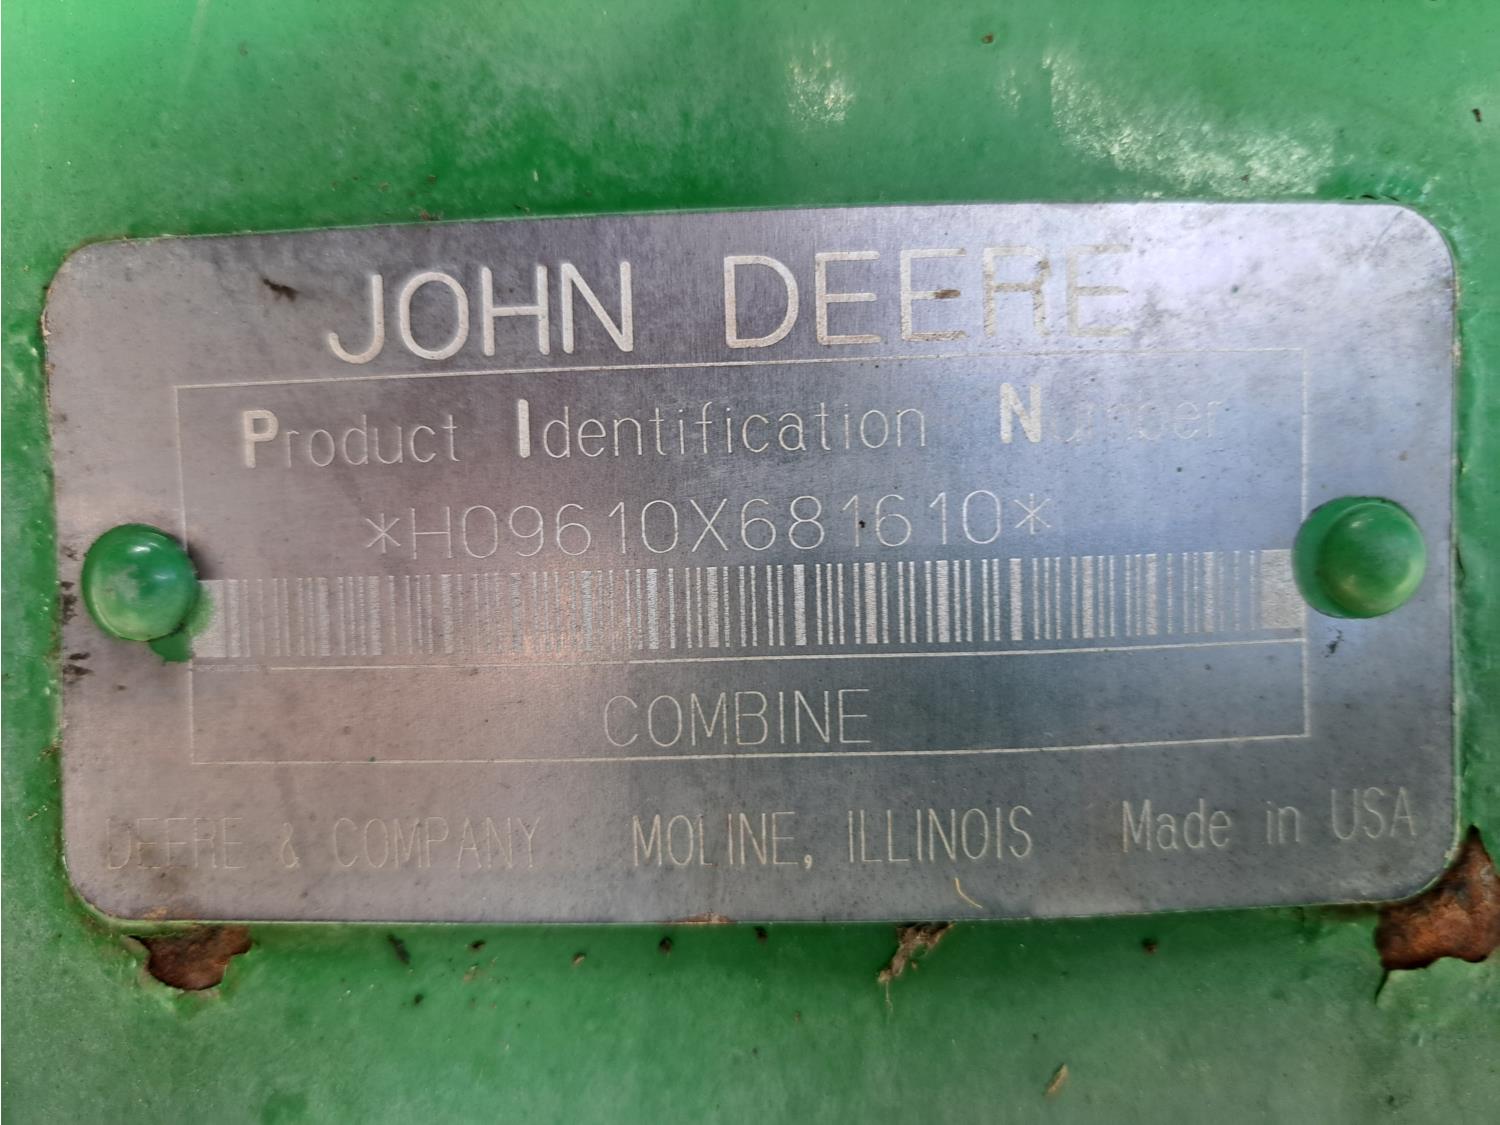 JOHN DEERE
Product Identification Number
*H09610X681610*
COMBINE
DEERE & COMPANY MOLINE, ILLINOIS Made in USA